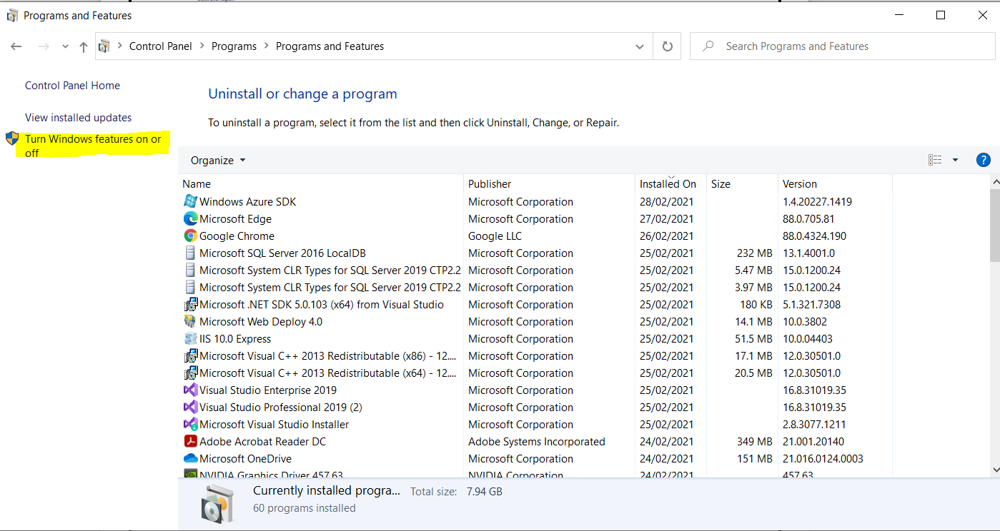 Programs and Features
Control Panel > Programs > Programs and Features
Search Programs and Features
Control Panel Home
View installed updates
Turn Windows features on or
off
Uninstall or change a program
To uninstall a program, select it from the list and then click Uninstall, Change, or Repair.
Organize
?
Name Publisher Installed On Size Version
Windows Azure SDK Microsoft Corporation 28/02/2021 1.4.20227.1419
Microsoft Edge Microsoft Corporation 27/02/2021 88.0.705.81
Google Chrome Google LLC 26/02/2021 88.0.4324.190
Microsoft SQL Server 2016 LocalDB Microsoft Corporation 25/02/2021 232 MB 13.1.4001.0
Microsoft System CLR Types for SQL Server 2019 CTP2.2 Microsoft Corporation 25/02/2021 5.47 MB 15.0.1200.24
Microsoft System CLR Types for SQL Server 2019 CTP2.2 Microsoft Corporation 25/02/2021 3.97 MB 15.0.1200.24
Microsoft .NET SDK 5.0.103 (x64) from Visual Studio Microsoft Corporation 25/02/2021 180 KB 5.1.321.7308
Microsoft Web Deploy 4.0 Microsoft Corporation 25/02/2021 14.1 MB 10.0.3802
IIS 10.0 Express Microsoft Corporation 25/02/2021 51.5 MB 10.0.04403
Microsoft Visual C++ 2013 Redistributable (x86) - 12.... Microsoft Corporation 25/02/2021 17.1 MB 12.0.30501.0
Microsoft Visual C++ 2013 Redistributable (x64) - 12.... Microsoft Corporation 25/02/2021 20.5 MB 12.0.30501.0
Visual Studio Enterprise 2019 Microsoft Corporation 25/02/2021 16.8.31019.35
Visual Studio Professional 2019 (2) Microsoft Corporation 25/02/2021 16.8.31019.35
Microsoft Visual Studio Installer Microsoft Corporation 25/02/2021 2.8.3077.1211
Adobe Acrobat Reader DC Adobe Systems Incorporated 24/02/2021 349 MB 21.001.20140
Microsoft OneDrive Microsoft Corporation 24/02/2021 151 MB 21.016.0124.0003
NVIDIA Graphics Driver 457.63 NVIDIA Corporation 24/02/2021 457.63
Currently installed progra... Total size: 7.94 GB
60 programs installed